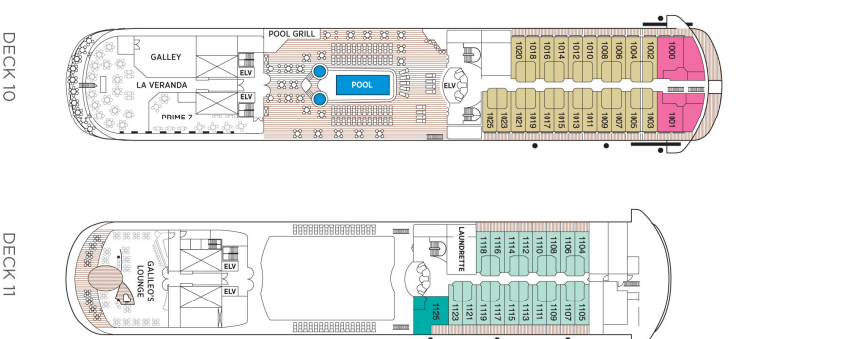 DECK 10
POOL GRILL
GALLEY
ELV
LA VERANDA
POOL
ELV
ELV
PRIME 7
1020 1018 1016 1014 1012 1010 1008 1006 1004 1002 1000
1025 1023 1021 1019 1017 1015 1013 1011 1009 1007 1005 1003 1001
DECK 11
LAUNDRETTE
GALILEO'S
LOUNGE
ELV
ELV
1118 1116 1114 1112 1110 1108 1106 1104
1125 1123 1121 1119 1117 1115 1113 1111 1109 1107 1105